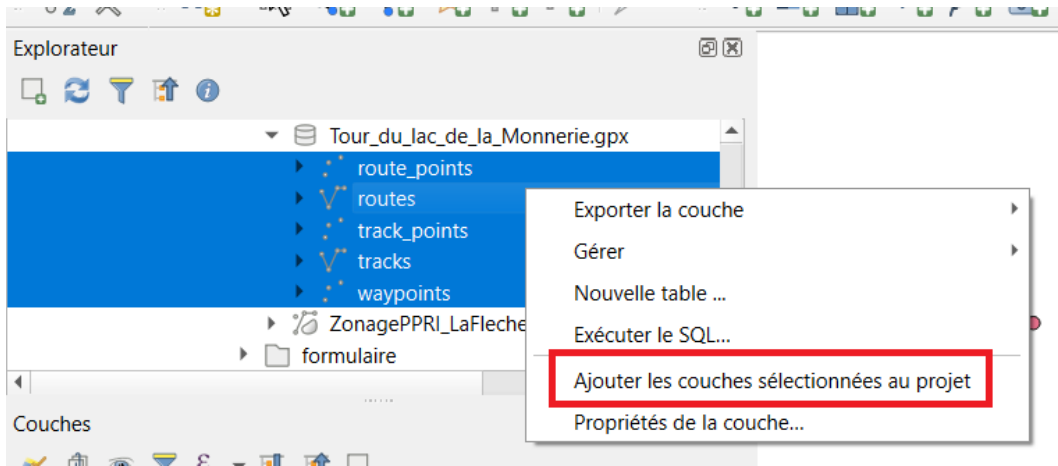 Explorateur
Tour_du_lac_de_la_Monnerie.gpx
route_points
routes
track_points
tracks
waypoints
ZonagePPRI_LaFleche
formulaire
Exporter la couche
Gérer
Nouvelle table ...
Exécuter le SQL...
Ajouter les couches sélectionnées au projet
Propriétés de la couche...
Couches